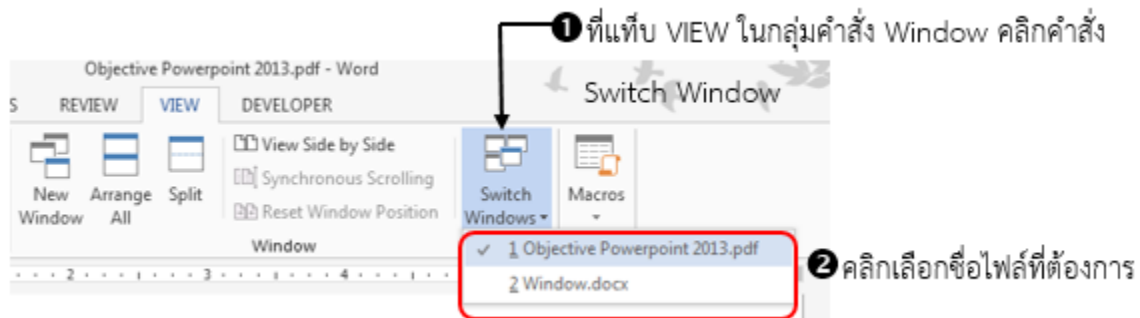 ❶ ที่แท็บ VIEW ในกลุ่มคำสั่ง Window คลิกคำสั่ง
Switch Window
Objective Powerpoint 2013.pdf - Word
S REVIEW VIEW DEVELOPER
New Window
Arrange All
Split
View Side by Side
Synchronous Scrolling
Reset Window Position
Switch Windows
Macros
Window
✓ 1 Objective Powerpoint 2013.pdf
2 Window.docx
❷ คลิกเลือกชื่อไฟล์ที่ต้องการ
2 3 4